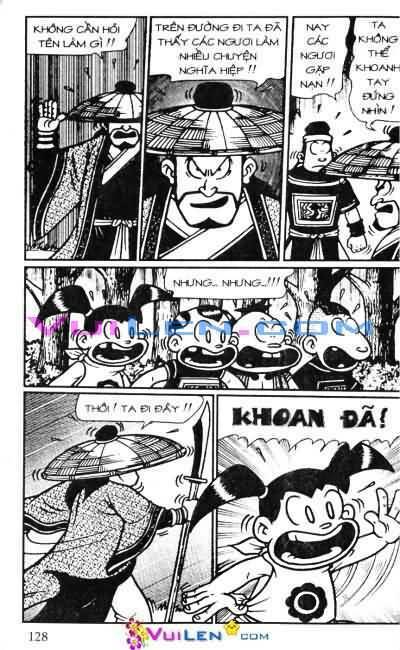 KHÔNG CẦN HỎI
TÊN LÀM GÌ !!
TRÊN ĐƯỜNG ĐI TA ĐÃ
THẤY CÁC NGƯƠI LÀM
NHIỀU CHUYỆN
NGHĨA HIỆP !!
NAY
CÁC
NGƯƠI
GẶP
NẠN !!
TA
KHÔNG
THỂ
KHOANH
TAY
ĐỨNG
NHÌN !
NHƯNG.. NHƯNG..!!!
VUILEN.COM
THÔI ! TA ĐI ĐÂY !!
KHOAN ĐÃ!
128
VUILEN.COM